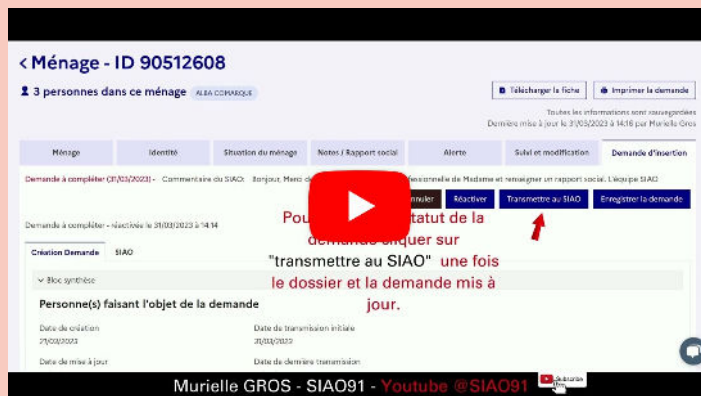 < Ménage - ID 90512608
3 personnes dans ce ménage ALBA COMARQUE
Télécharger la fiche Imprimer la demande
Toutes les informations sont sauvegardées
Dernière mise à jour le 31/03/2023 à 14:16 par Murielle Gros
Ménage Identité Situation du ménage Notes / Rapport social Alerte Suivi et modification Demande d'insertion
Demande à compléter (31/03/2023) - Commentaire du SIAO: Bonjour, Merci de professionnelle de Madame et renseigner un rapport social. L'équipe SIAO
Réactiver Transmettre au SIAO Enregistrer la demande
Demande à compléter - réactivée le 31/03/2023 à 14:14
Pou tatut de la
demande cliquer sur
"transmettre au SIAO" une fois
le dossier et la demande mis à
jour.
Création Demande SIAO
Bloc synthèse
Personne(s) faisant l'objet de la demande
Date de création Date de transmission initiale
21/03/2023 31/03/2023
Date de mise à jour Date de dernière transmission
Murielle GROS - SIAO91 - Youtube @SIAO91 Subscribe